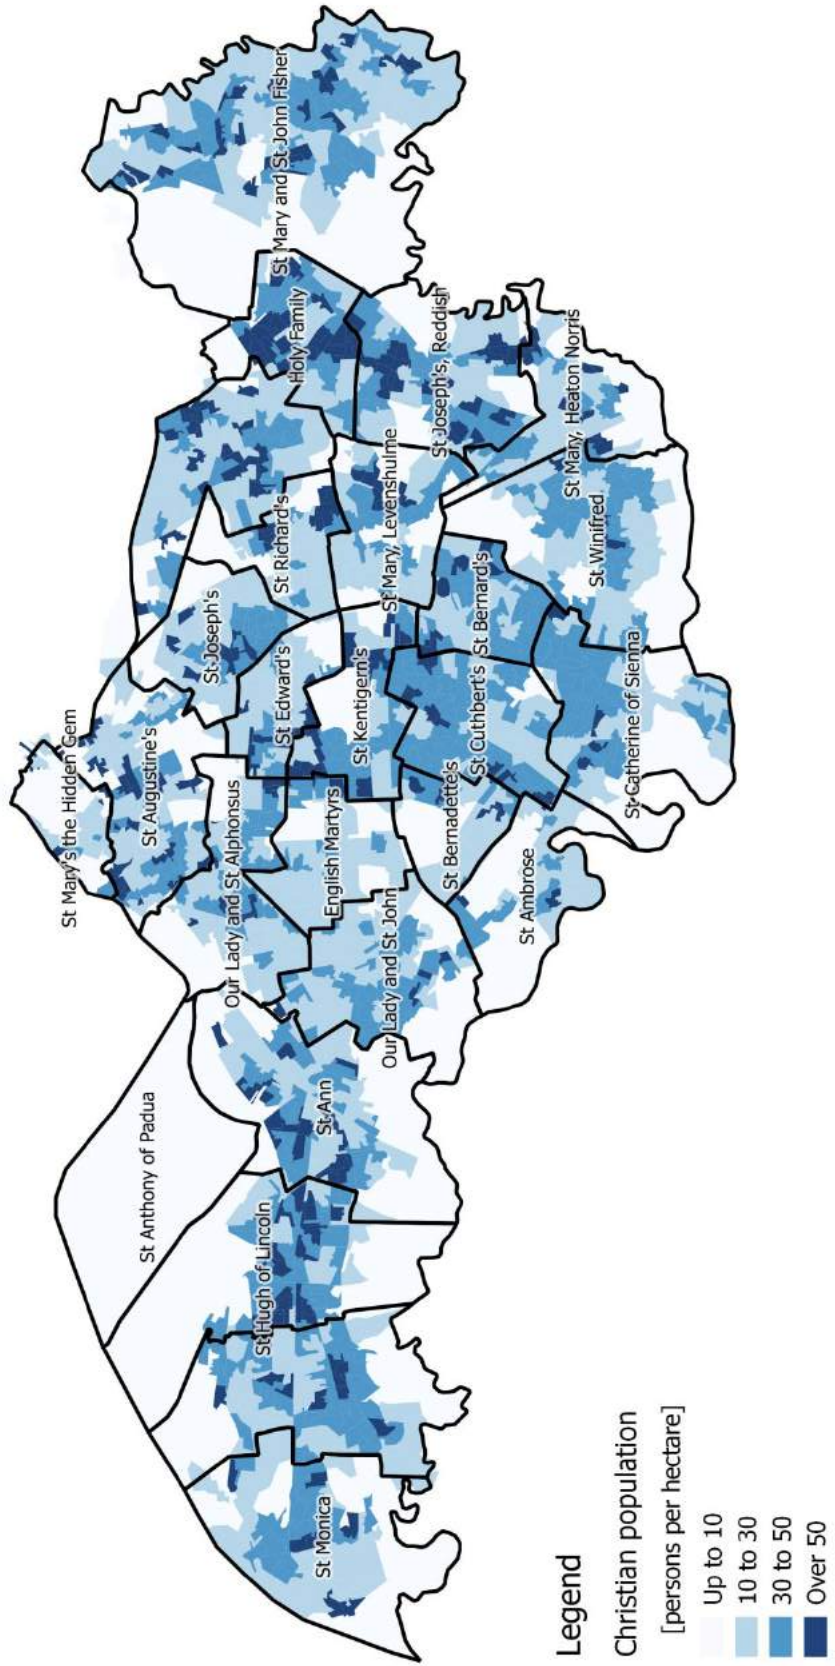 St Mary's the Hidden Gem
St Augustine's
St Joseph's
St Mary and St John Fisher
Holy Family
St Anthony of Padua
Our Lady and St Alphonsus
St Edward's
St Richard's
St Hugh of Lincoln
St Monica
St Ann
English Martyrs
St Kentigern's
St Mary, Levenshulme
St Joseph's, Reddish
Our Lady and St John
St Bernadette's
St Cuthbert's
St Bernard's
St Ambrose
St Winifred
St Mary, Heaton Norris
St Catherine of Sienna
Legend
Christian population
[persons per hectare]
Up to 10
10 to 30
30 to 50
Over 50